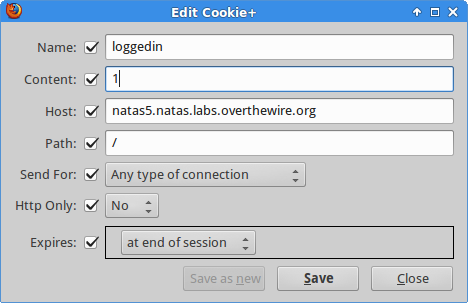 Edit Cookie+
Name: loggedin
Content: 1
Host: natas5.natas.labs.overthewire.org
Path: /
Send For: Any type of connection
Http Only: No
Expires: at end of session
Save as new Save Close